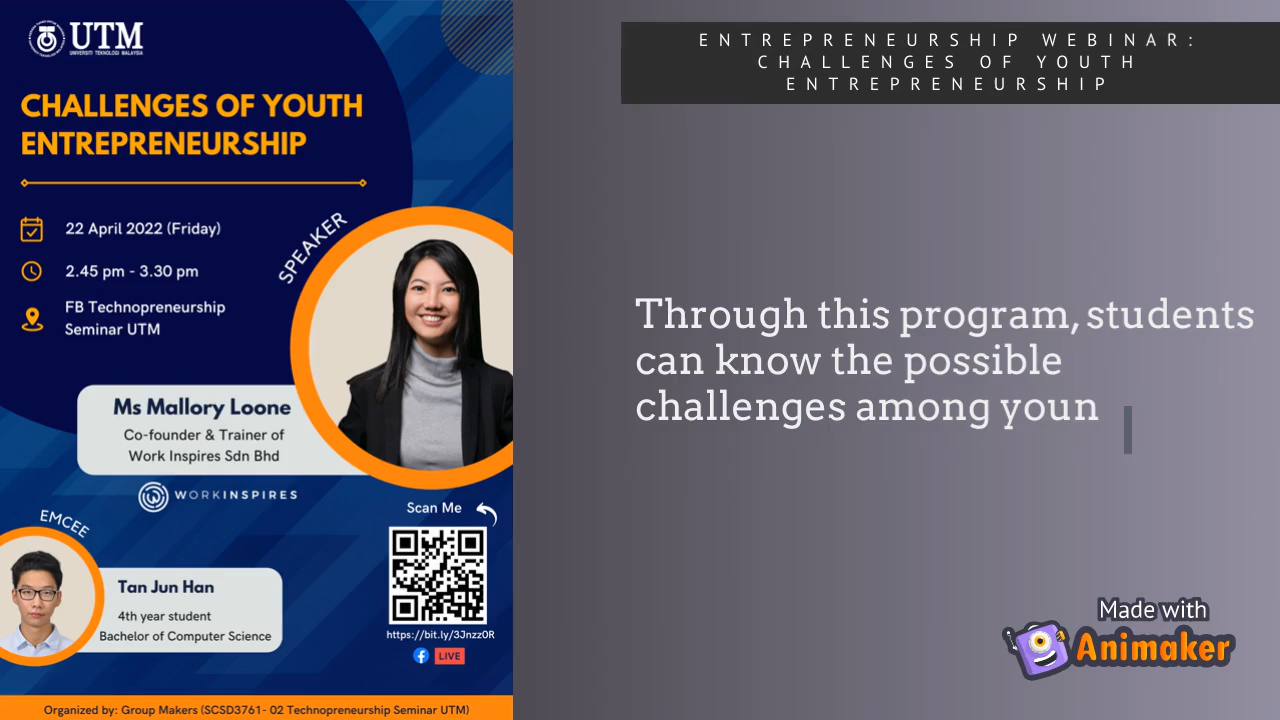 UTM
UNIVERSITI TEKNOLOGI MALAYSIA
CHALLENGES OF YOUTH
ENTREPRENEURSHIP
22 April 2022 (Friday)
2.45 pm - 3.30 pm
FB Technopreneurship
Seminar UTM
SPEAKER
Ms Mallory Loone
Co-founder & Trainer of
Work Inspires Sdn Bhd
WORKINSPIRES
EMCEE
Tan Jun Han
4th year student
Bachelor of Computer Science
Scan Me
https://bit.ly/3Jnzz0R
LIVE
Organized by: Group Makers (SCSD3761- 02 Technopreneurship Seminar UTM)
ENTREPRENEURSHIP WEBINAR:
CHALLENGES OF YOUTH
ENTREPRENEURSHIP
Through this program, students
can know the possible
challenges among youn
Made with
Animaker